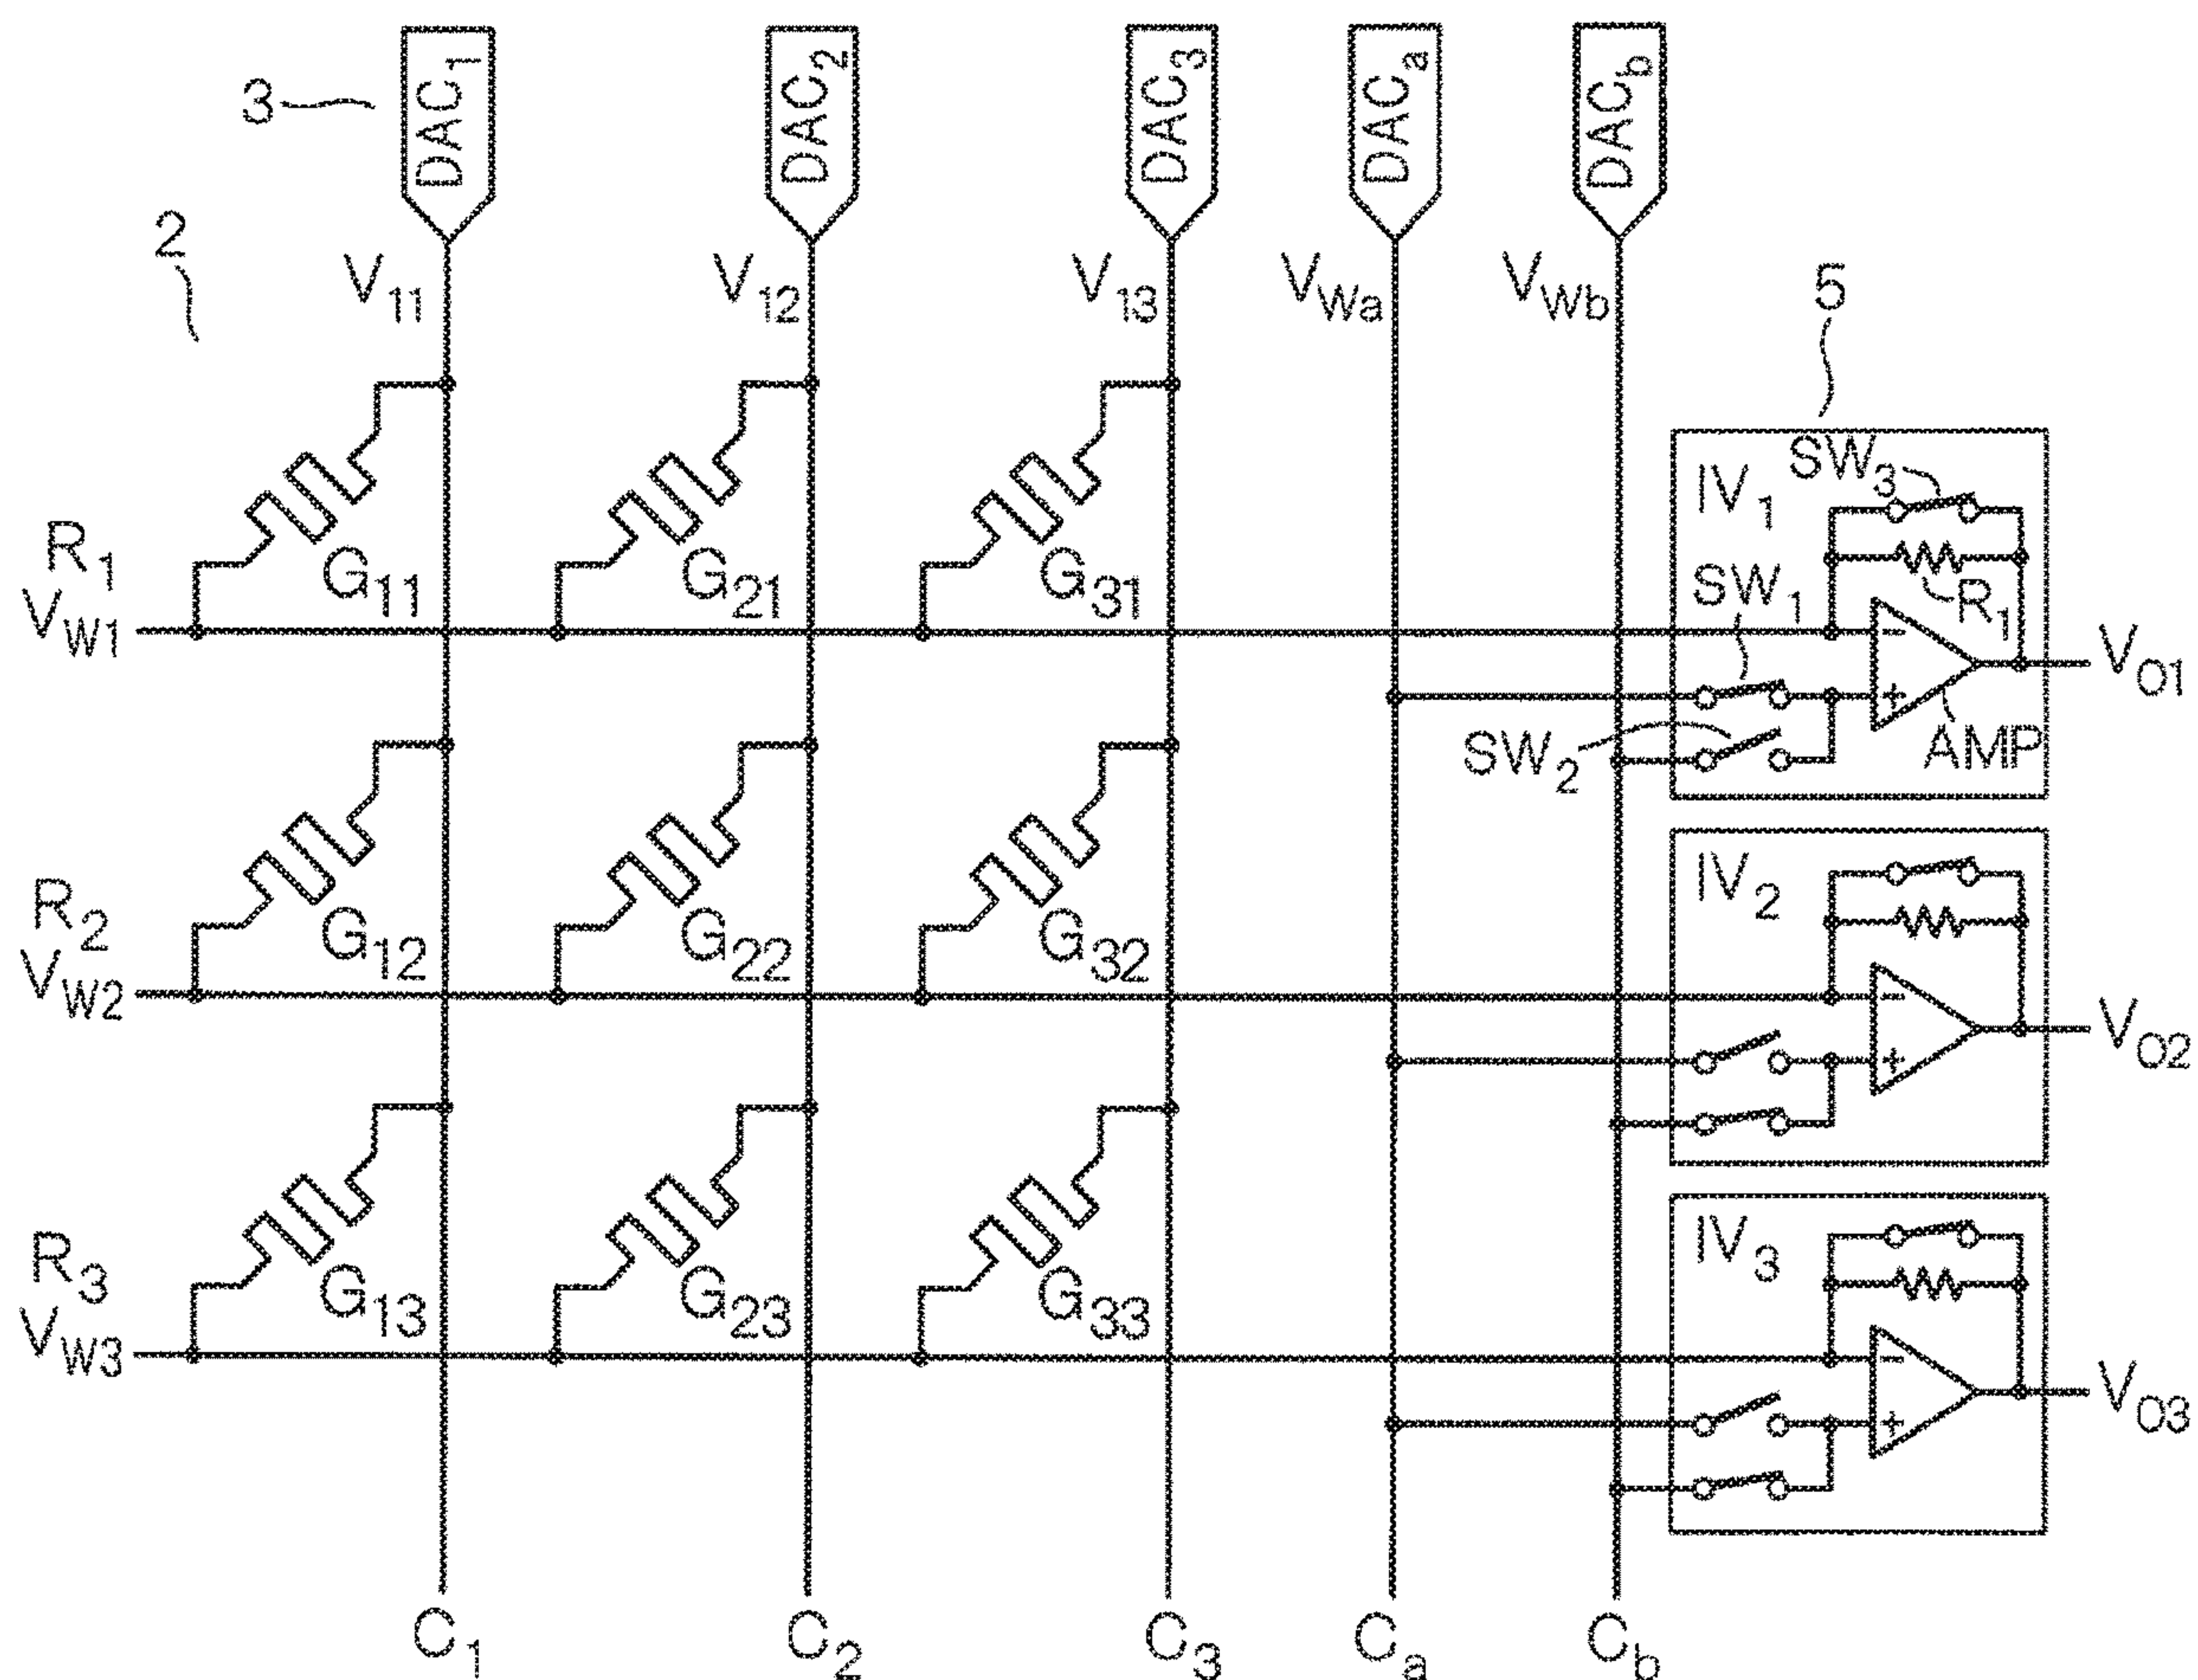 3
DAC1
DAC2
DAC3
DACa
DACb
2
V11
V12
V13
VWa
VWb
5
IV1
SW3
R1
VW1
G11
G21
G31
SW1
R1
VO1
SW2
AMP
R2
VW2
G12
G22
G32
IV2
VO2
R3
VW3
G13
G23
G33
IV3
VO3
C1
C2
C3
Ca
Cb